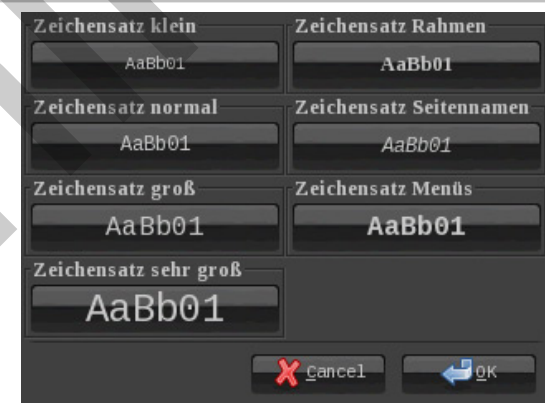 Zeichensatz klein
AaBb01
Zeichensatz Rahmen
AaBb01
Zeichensatz normal
AaBb01
Zeichensatz Seitennamen
AaBb01
Zeichensatz groß
AaBb01
Zeichensatz Menüs
AaBb01
Zeichensatz sehr groß
AaBb01
Cancel
OK